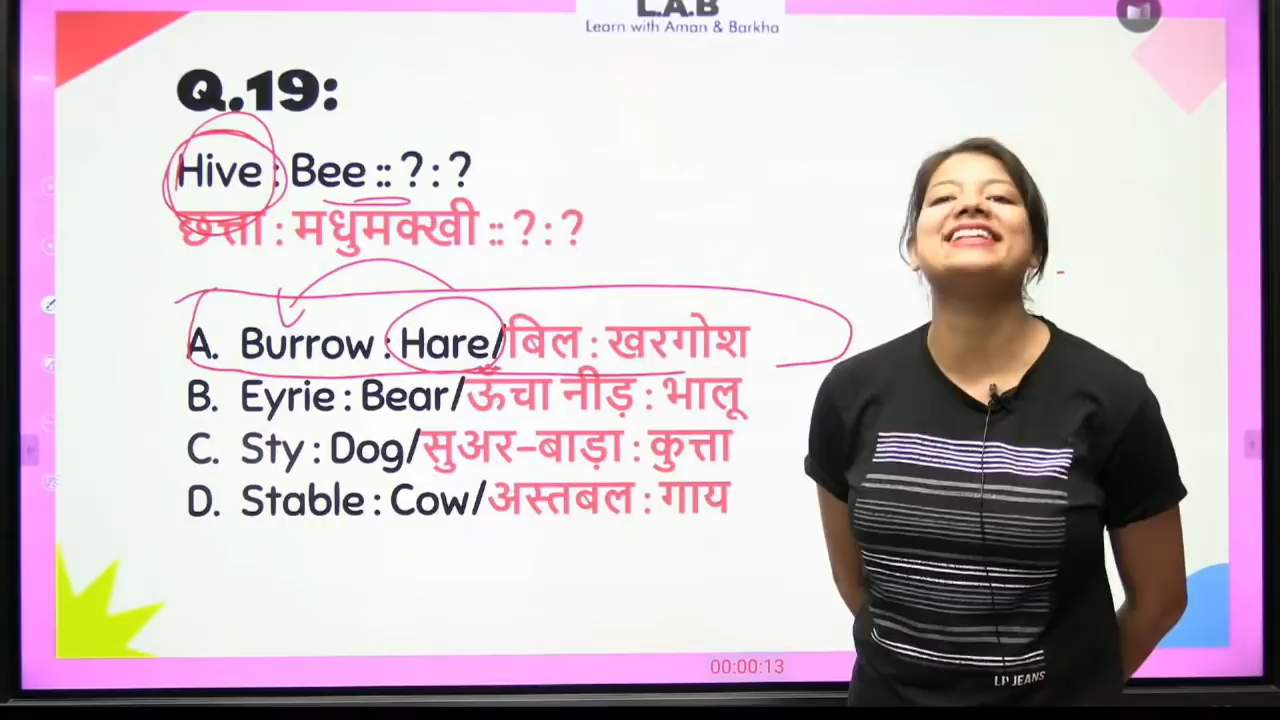 L.A.B
Learn with Aman & Barkha
Q.19:
Hive : Bee :: ? : ?
छत्ता : मधुमक्खी :: ? : ?
A. Burrow : Hare/बिल : खरगोश
B. Eyrie : Bear/ऊँचा नीड़ : भालू
C. Sty : Dog/सुअर-बाड़ा : कुत्ता
D. Stable : Cow/अस्तबल : गाय
00:00:13
JEANS